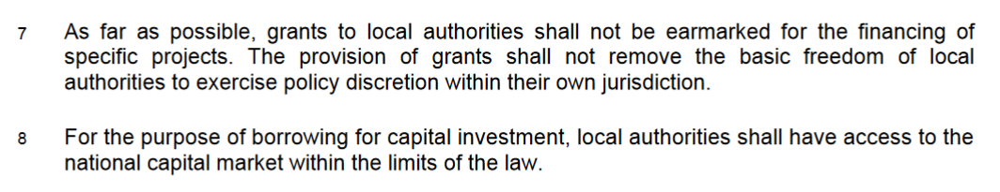 7 As far as possible, grants to local authorities shall not be earmarked for the financing of
specific projects. The provision of grants shall not remove the basic freedom of local
authorities to exercise policy discretion within their own jurisdiction.
8 For the purpose of borrowing for capital investment, local authorities shall have access to the
national capital market within the limits of the law.